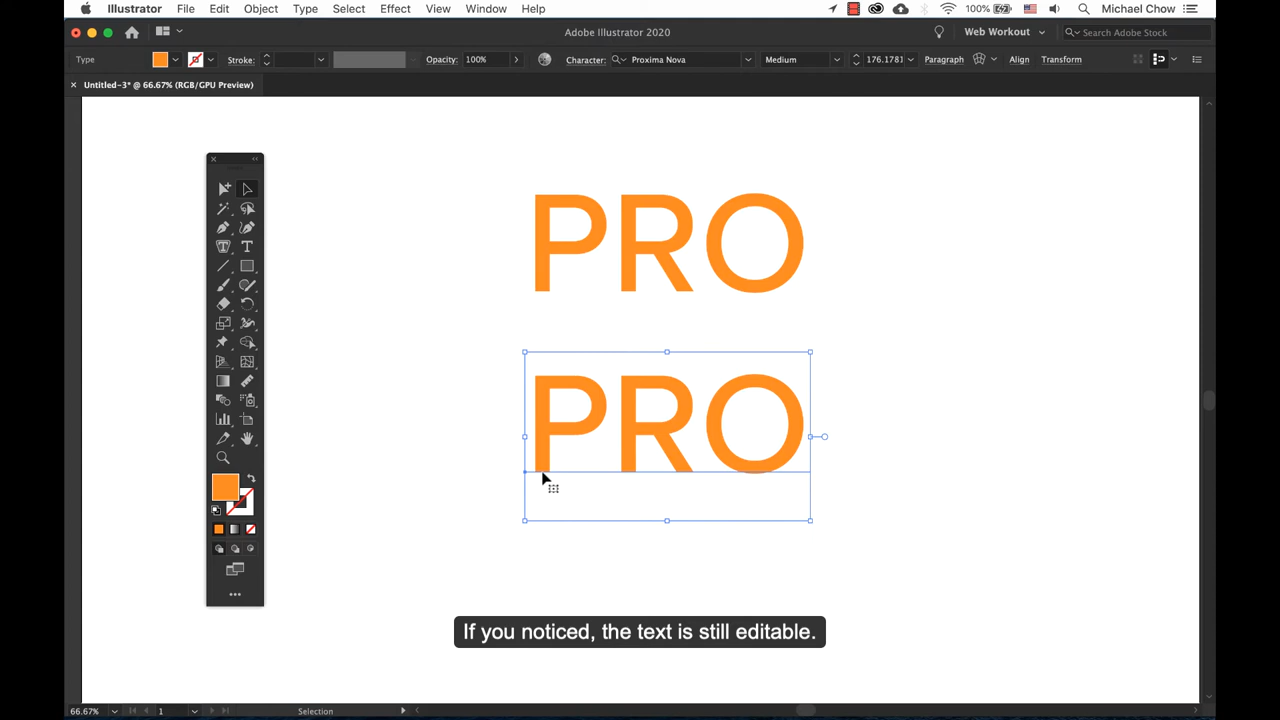 Illustrator File Edit Object Type Select Effect View Window Help 100% Michael Chow
Adobe Illustrator 2020 Web Workout Search Adobe Stock
Type Stroke: Opacity: 100% Character: Proxima Nova Medium 176.1781 Paragraph Align Transform
Untitled-3* @ 66.67% (RGB/GPU Preview)
PRO
PRO
If you noticed, the text is still editable.
66.67% 1 Selection